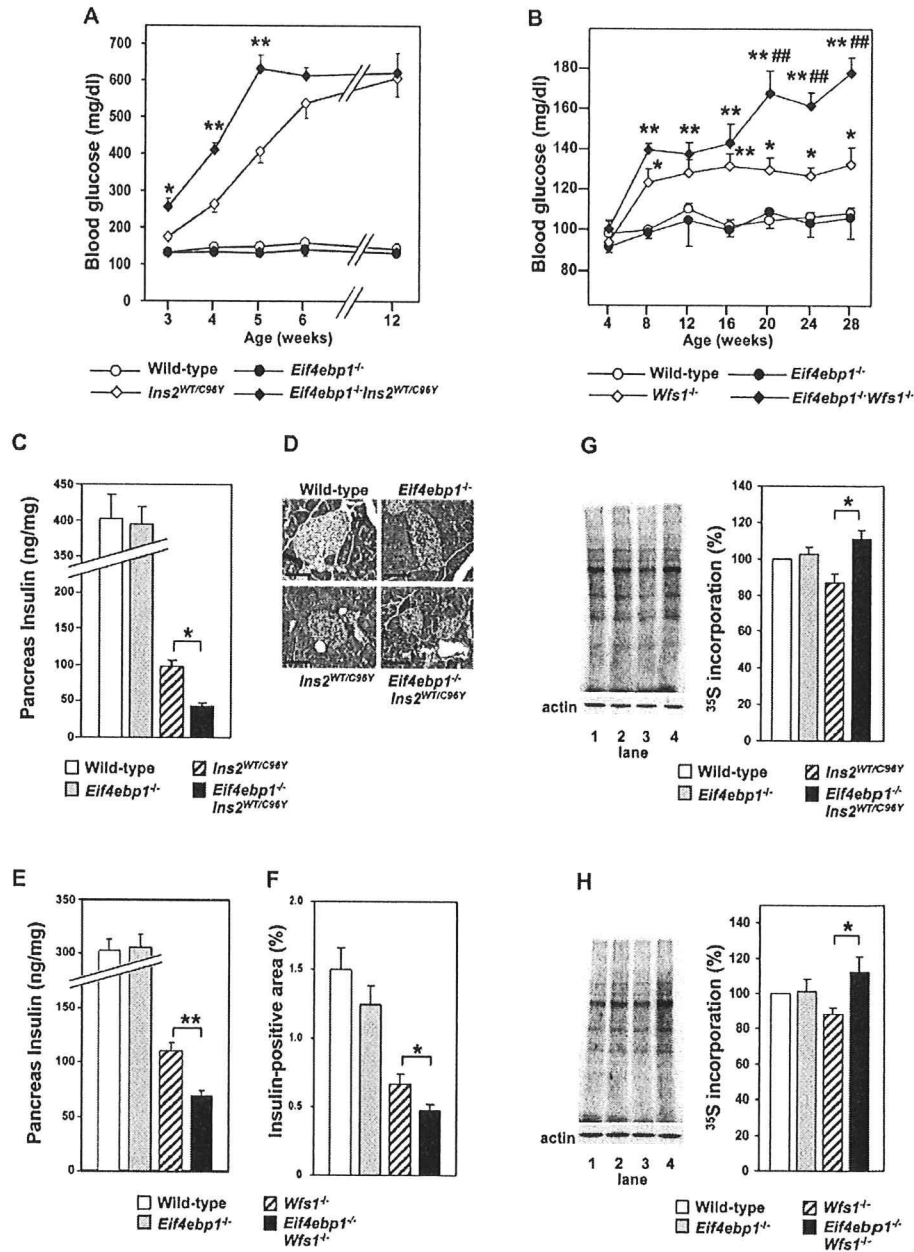 A
Blood glucose (mg/dl)
700
600
500
400
300
200
100
0
*
**
**
3 4 5 6 12
Age (weeks)
Wild-type Eif4ebp1-/-
Ins2WT/C96Y Eif4ebp1-/-Ins2WT/C96Y
B
Blood glucose (mg/dl)
180
160
140
120
100
80
** ** ** **## **## **##
* ** * * *
4 8 12 16 20 24 28
Age (weeks)
Wild-type Eif4ebp1-/-
Wfs1-/- Eif4ebp1-/-Wfs1-/-
C
Pancreas Insulin (ng/mg)
450
400
350
200
150
100
50
0
*
Wild-type Ins2WT/C96Y
Eif4ebp1-/- Eif4ebp1-/-
Ins2WT/C96Y
D
Wild-type Eif4ebp1-/-
Ins2WT/C96Y Eif4ebp1-/-
Ins2WT/C96Y
G
actin
1 2 3 4
lane
35S incorporation (%)
140
120
100
80
60
40
20
0
*
Wild-type Ins2WT/C96Y
Eif4ebp1-/- Eif4ebp1-/-
Ins2WT/C96Y
E
Pancreas Insulin (ng/mg)
350
300
150
100
50
0
**
F
Insulin-positive area (%)
2.0
1.5
1.0
0.5
0
*
Wild-type Wfs1-/-
Eif4ebp1-/- Eif4ebp1-/-
Wfs1-/-
H
actin
1 2 3 4
lane
35S incorporation (%)
140
120
100
80
60
40
20
0
*
Wild-type Wfs1-/-
Eif4ebp1-/- Eif4ebp1-/-
Wfs1-/-